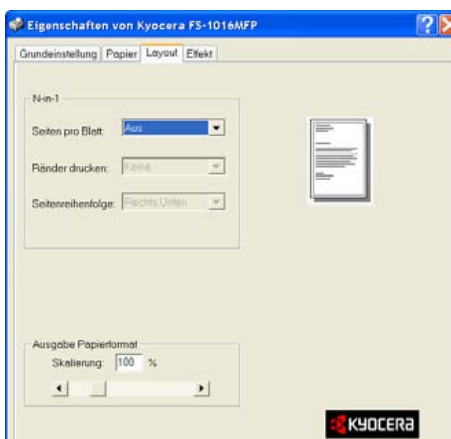 Eigenschaften von Kyocera FS-1016MFP
Grundeinstellung Papier Layout Effekt
N-in-1
Seiten pro Blatt: Aus
Ränder drucken: Keine
Seitenreihenfolge: Rechts,Unten
Ausgabe Papierformat
Skalierung: 100 %
KYOCERA